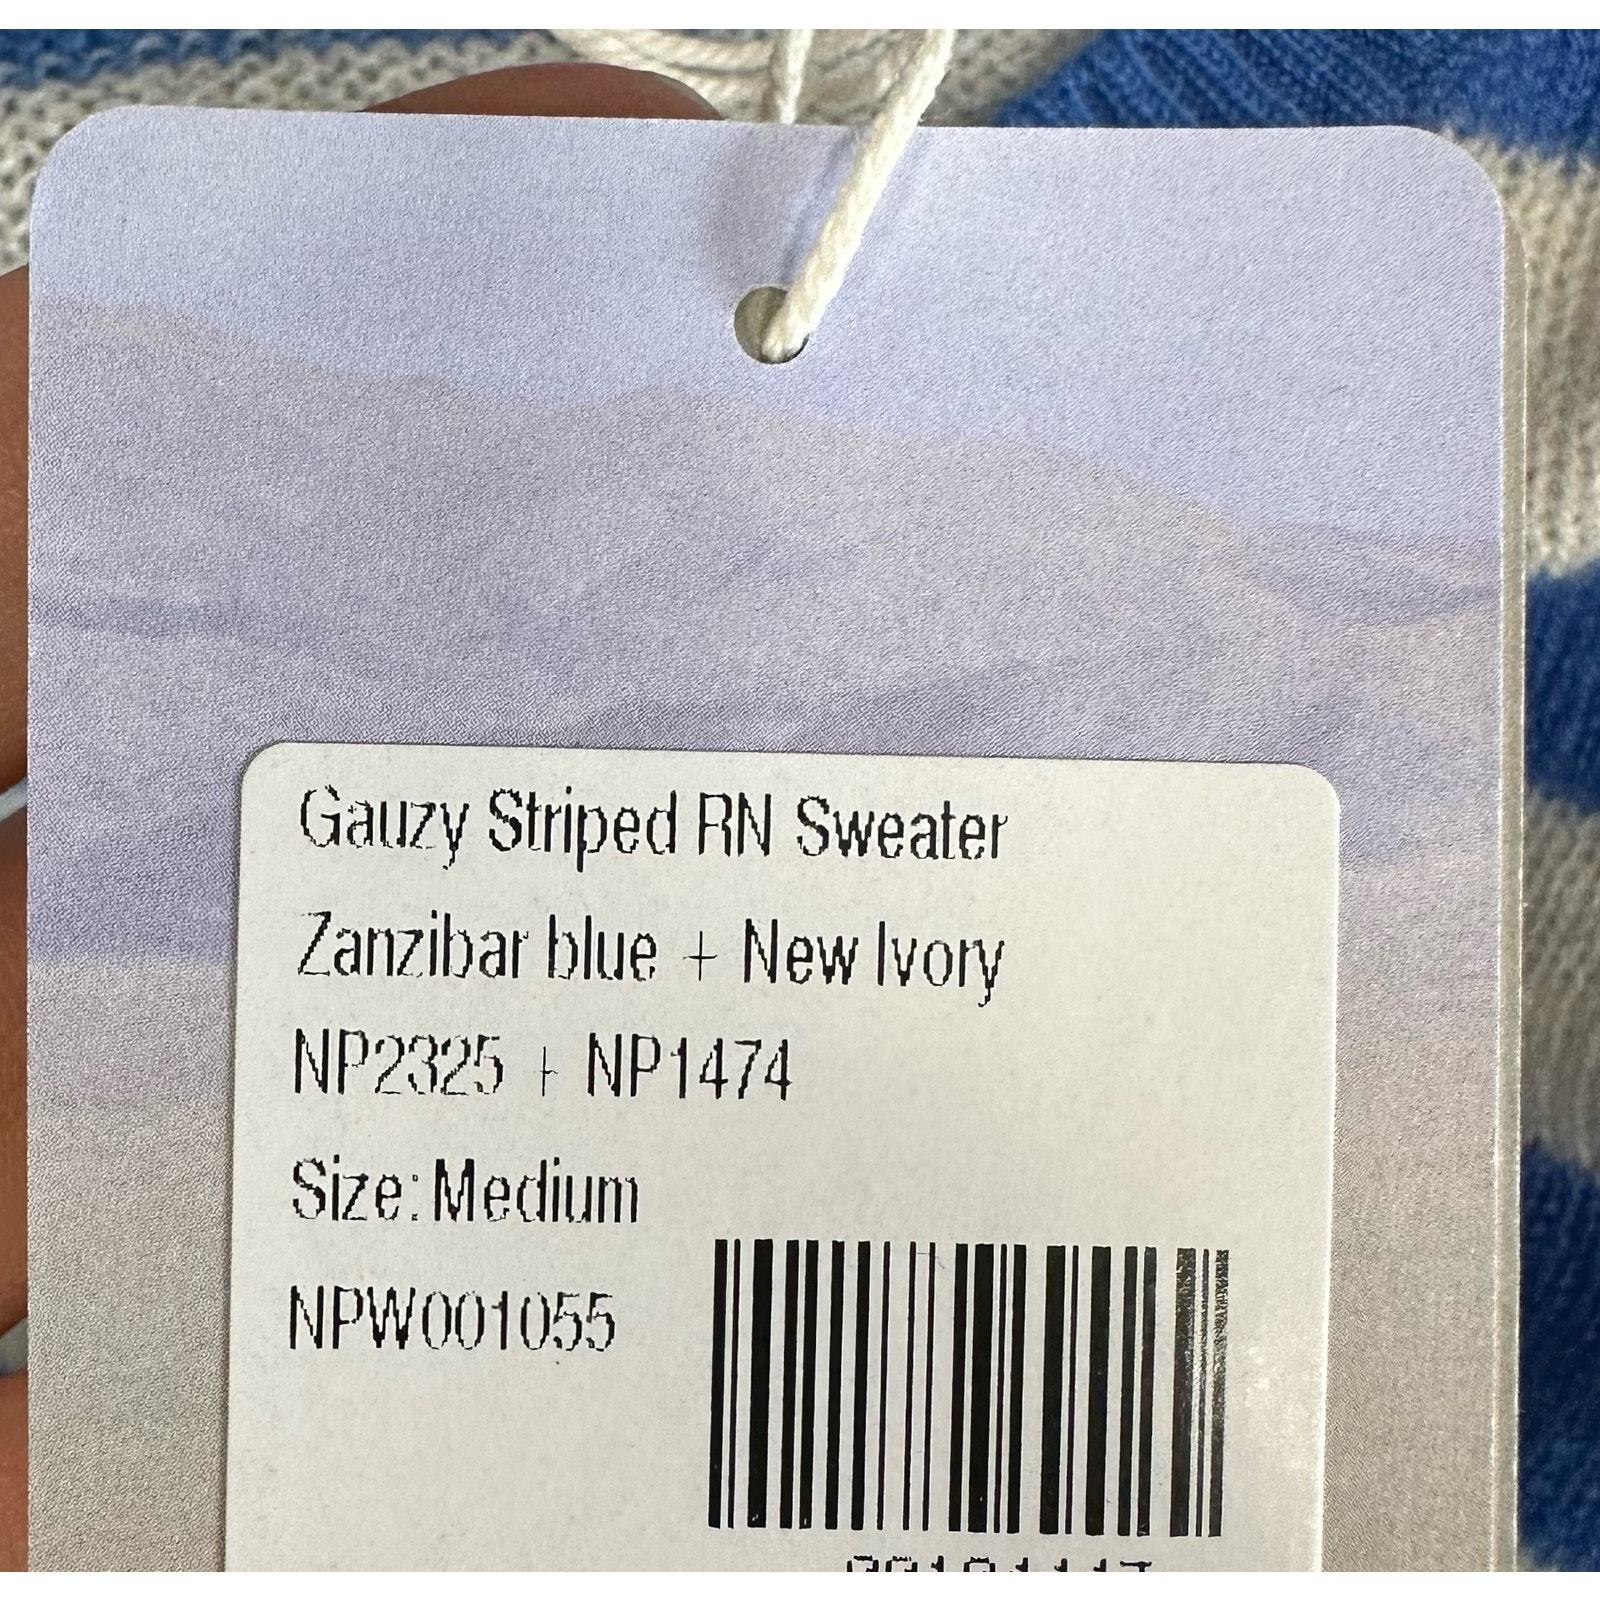 Gauzy Striped RN Sweater
Zanzibar blue + New Ivory
NP2325 + NP1474
Size: Medium
NPW001055